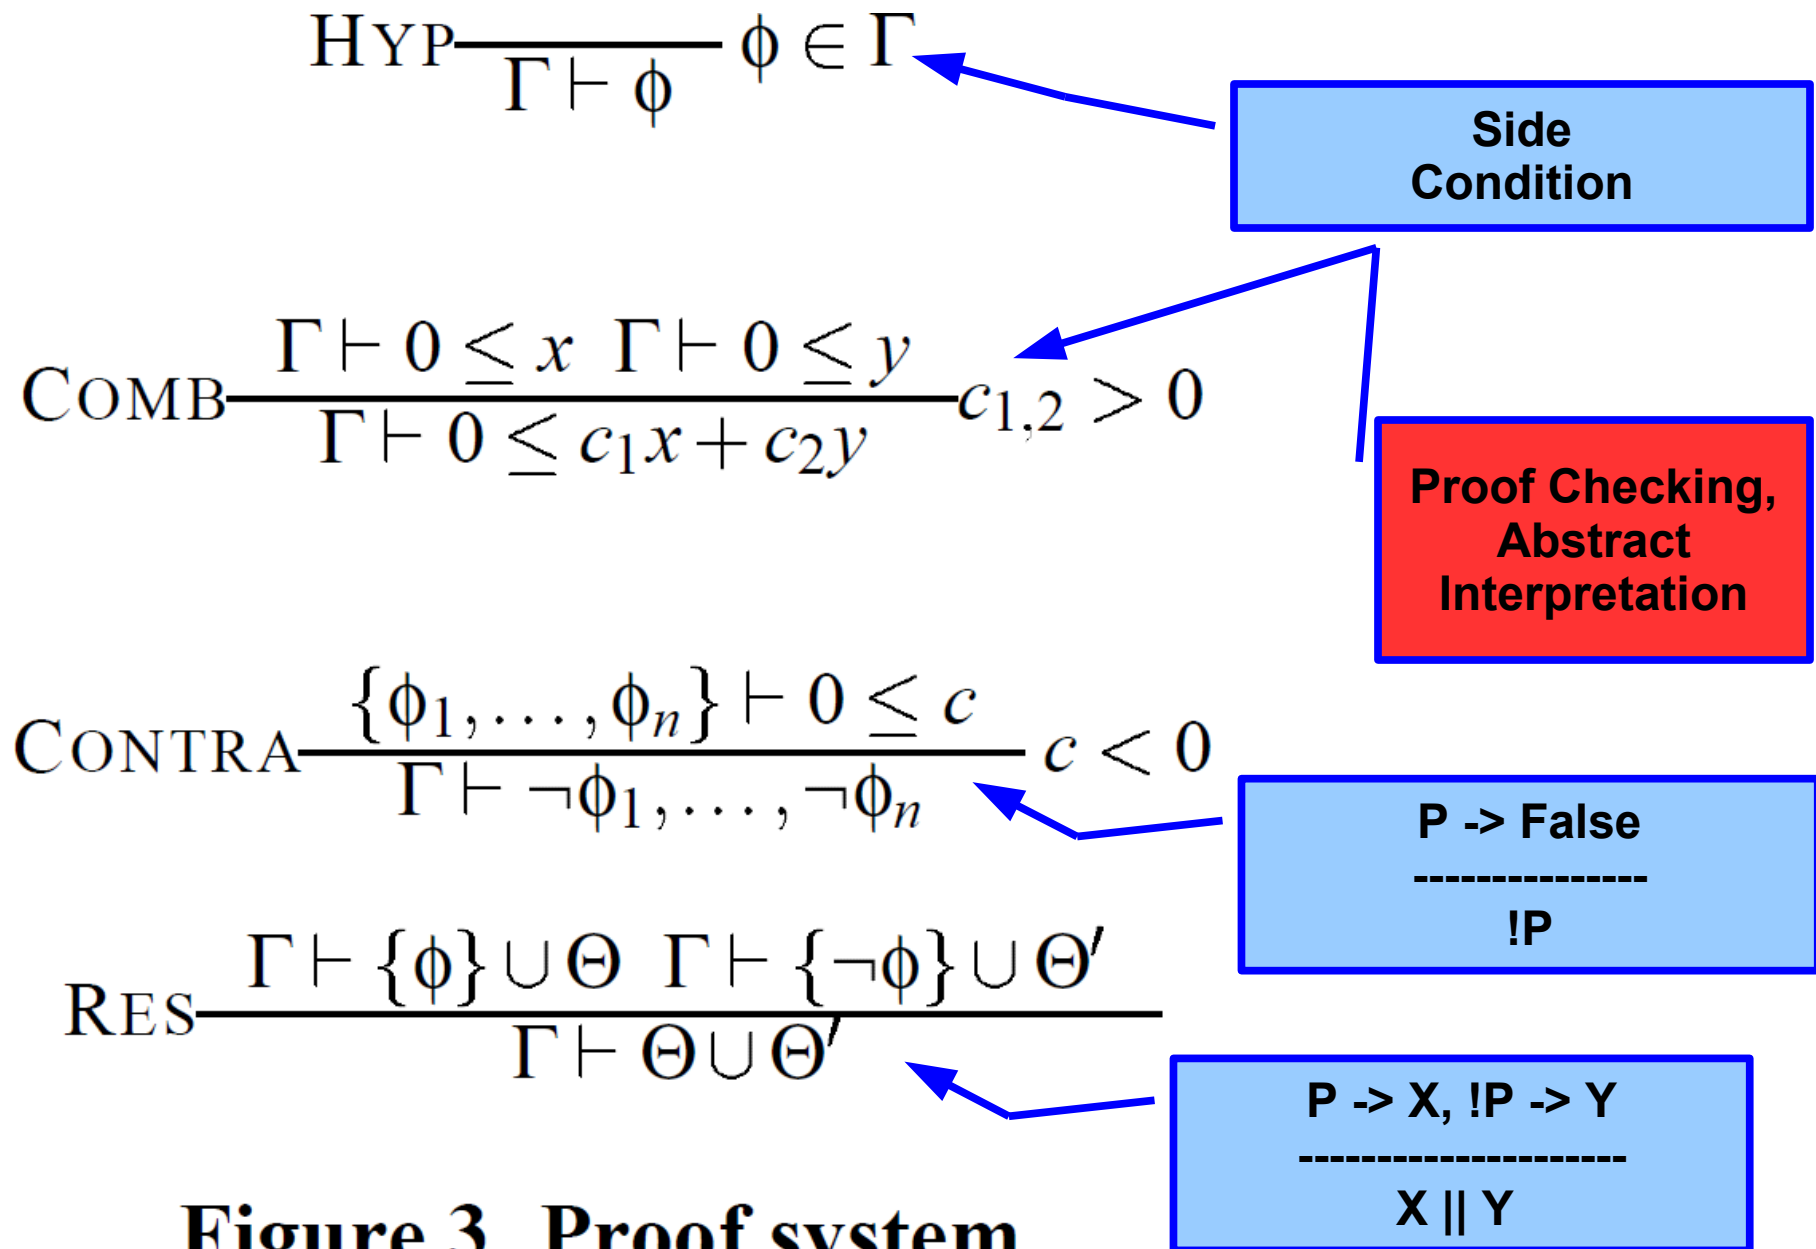 HYP Γ ⊢ φ φ ∈ Γ
Side
Condition
Γ ⊢ 0 ≤ x Γ ⊢ 0 ≤ y
COMB c₁,₂ > 0
Γ ⊢ 0 ≤ c₁x + c₂y
Proof Checking,
Abstract
Interpretation
{φ₁, . . . , φₙ} ⊢ 0 ≤ c
CONTRA c < 0
Γ ⊢ ¬φ₁, . . . , ¬φₙ
P -> False
---------------
!P
Γ ⊢ {φ} ∪ Θ Γ ⊢ {¬φ} ∪ Θ′
RES
Γ ⊢ Θ ∪ Θ′
P -> X, !P -> Y
---------------------
X || Y
Figure 3. Proof system